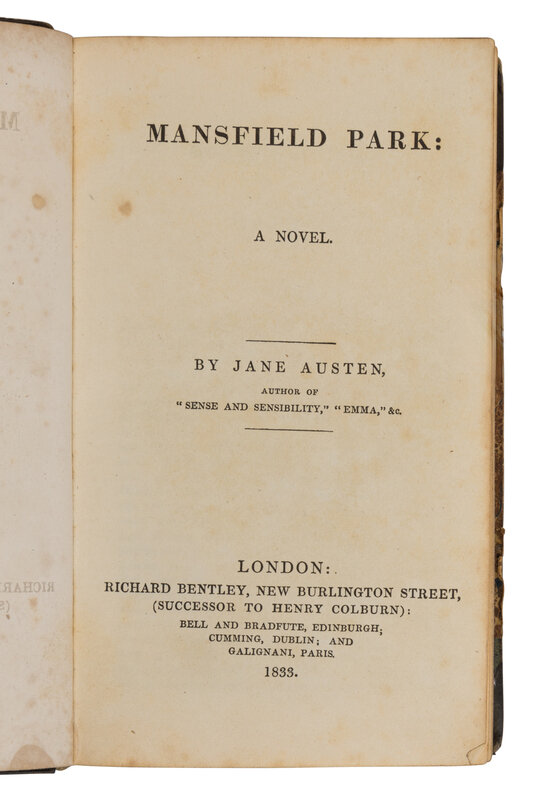 MANSFIELD PARK:
A NOVEL.
BY JANE AUSTEN,
AUTHOR OF
"SENSE AND SENSIBILITY," "EMMA," &c.
LONDON:
RICHARD BENTLEY, NEW BURLINGTON STREET,
(SUCCESSOR TO HENRY COLBURN):
BELL AND BRADFUTE, EDINBURGH;
CUMMING, DUBLIN; AND
GALIGNANI, PARIS.
1833.